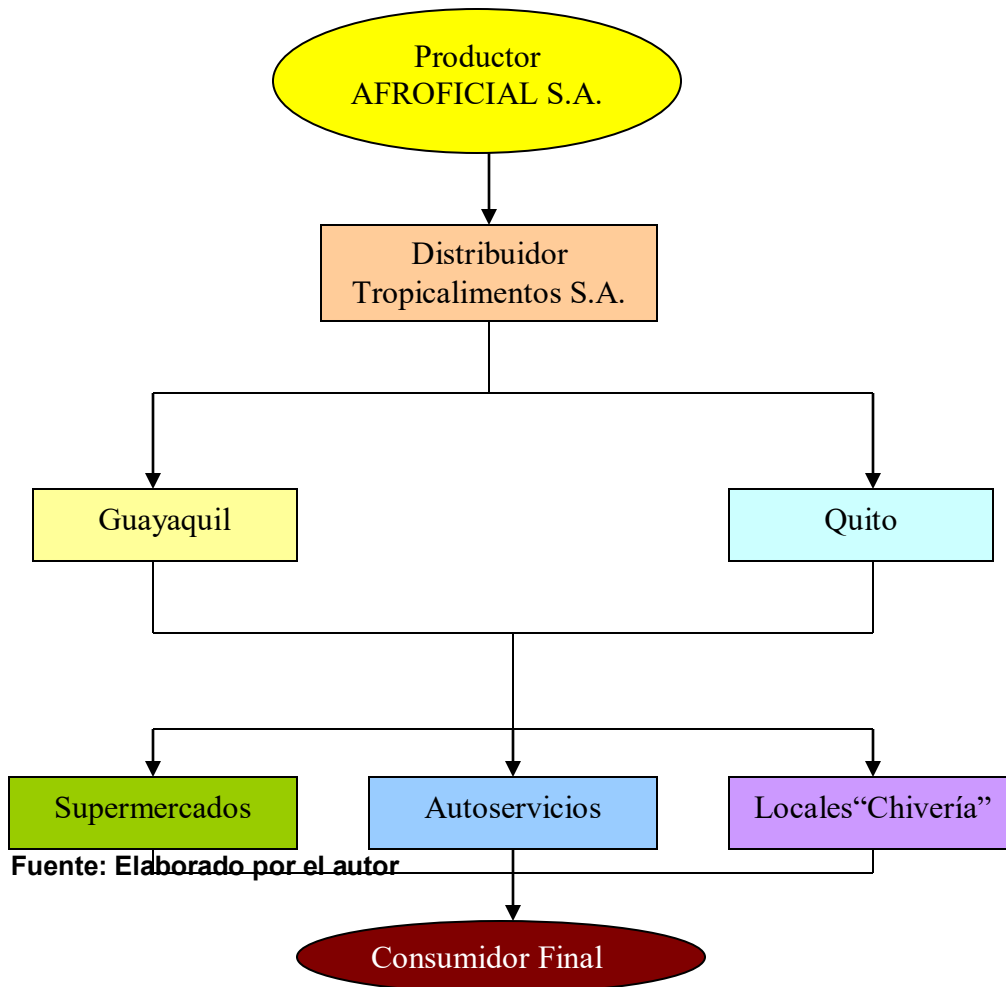 Productor
AFROFICIAL S.A.
Distribuidor
Tropicalimentos S.A.
Guayaquil
Quito
Supermercados
Autoservicios
Locales“Chivería”
Fuente: Elaborado por el autor
Consumidor Final